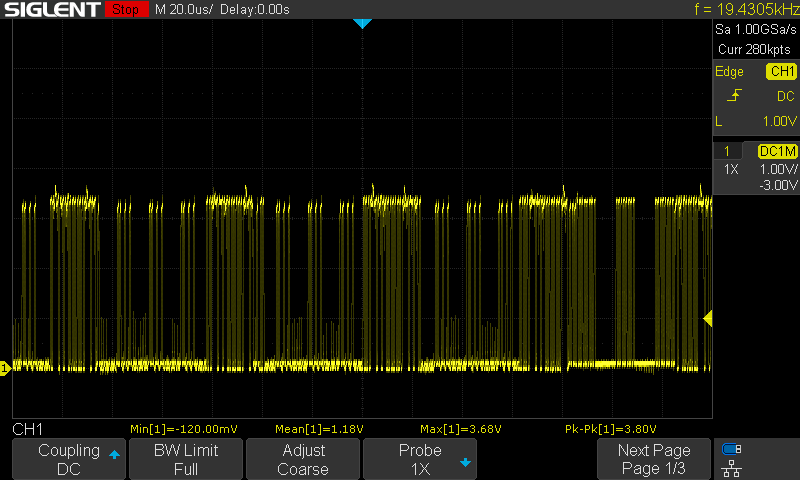 SIGLENT Stop M 20.0us/ Delay:0.00s f = 19.4305kHz
Sa 1.00GSa/s
Curr 280kpts
Edge CH1
DC
L 1.00V
1 DC1M
1X 1.00V/
-3.00V
1
CH1 Min[1]=-120.00mV Mean[1]=1.18V Max[1]=3.68V Pk-Pk[1]=3.80V
Coupling BW Limit Adjust Probe Next Page
DC Full Coarse 1X Page 1/3